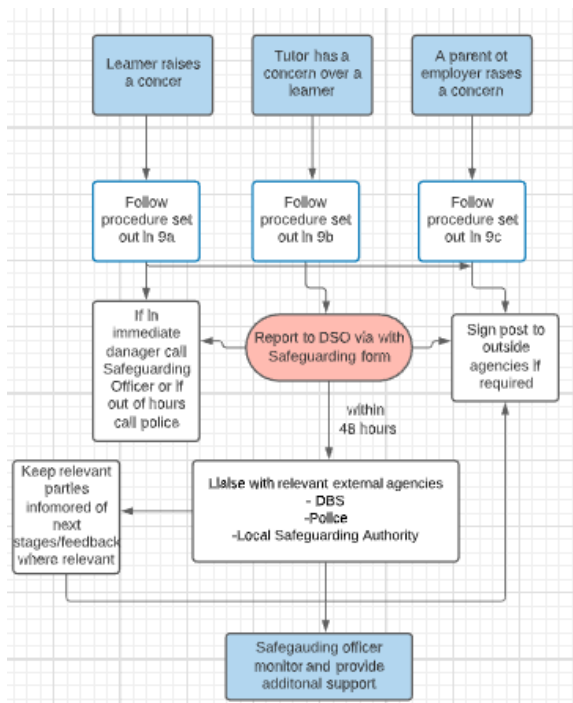 Learner raises
a concer
Tutor has a
concern over a
learner
A parent ot
employer rases
a concern
Follow
procedure set
out in 9a
Follow
procedure set
out in 9b
Follow
procedure set
out in 9c
If in
immediate
danager call
Safeguarding
Officer or if
out of hours
call police
Report to DSO via with
Safeguarding form
Sign post to
outside
agencies if
required
within
48 hours
Keep relevant
parties
infomored of
next
stages/feedback
where relevant
Liaise with relevant external agencies
- DBS
-Police
-Local Safeguarding Authority
Safegauding officer
monitor and provide
additonal support